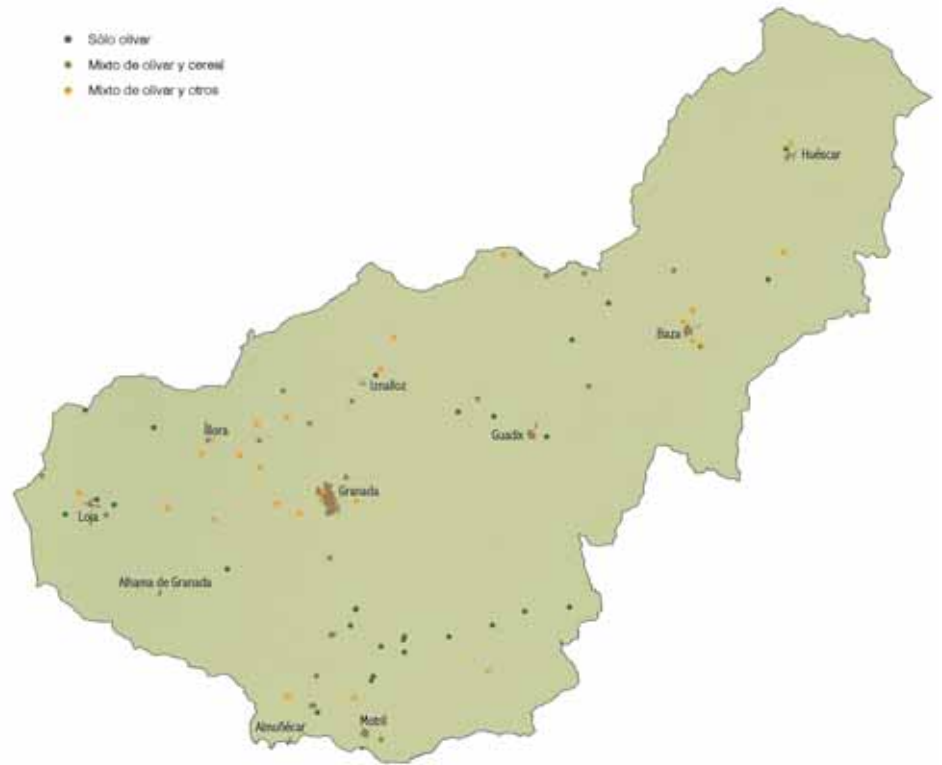 Sólo olivar
Mixto de olivar y cereal
Mixto de olivar y otros
Huéscar
Baza
Iznalloz
Íllora
Guadix
Granada
Loja
Alhama de Granada
Motril
Almuñécar